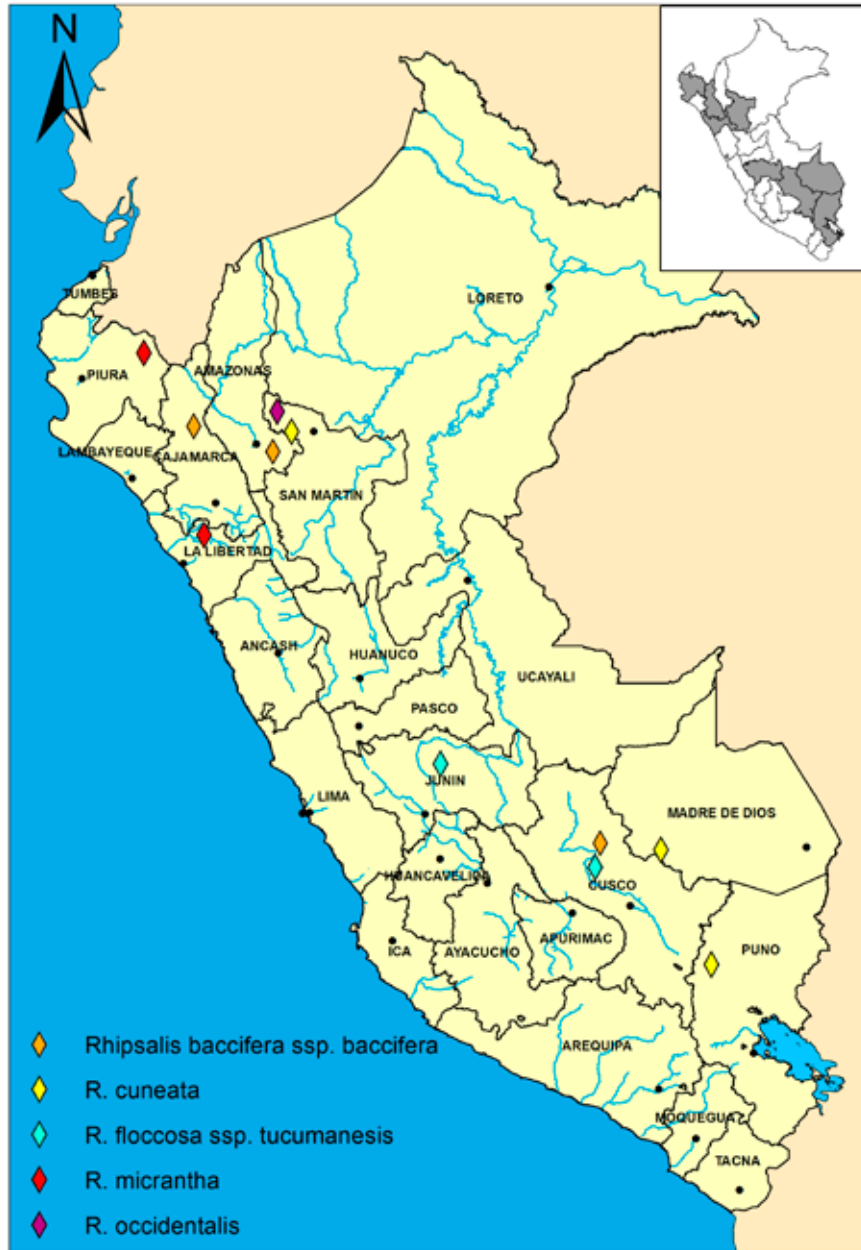 N
TUMBES
LORETO
PIURA
AMAZONAS
LAMBAYEQUE
CAJAMARCA
SAN MARTIN
LA LIBERTAD
ANCASH
HUANUCO
UCAYALI
PASCO
JUNIN
LIMA
MADRE DE DIOS
HUANCAVELICA
CUSCO
ICA
AYACUCHO
APURIMAC
PUNO
AREQUIPA
MOQUEGUA
TACNA
Rhipsalis baccifera ssp. baccifera
R. cuneata
R. floccosa ssp. tucumanesis
R. micrantha
R. occidentalis